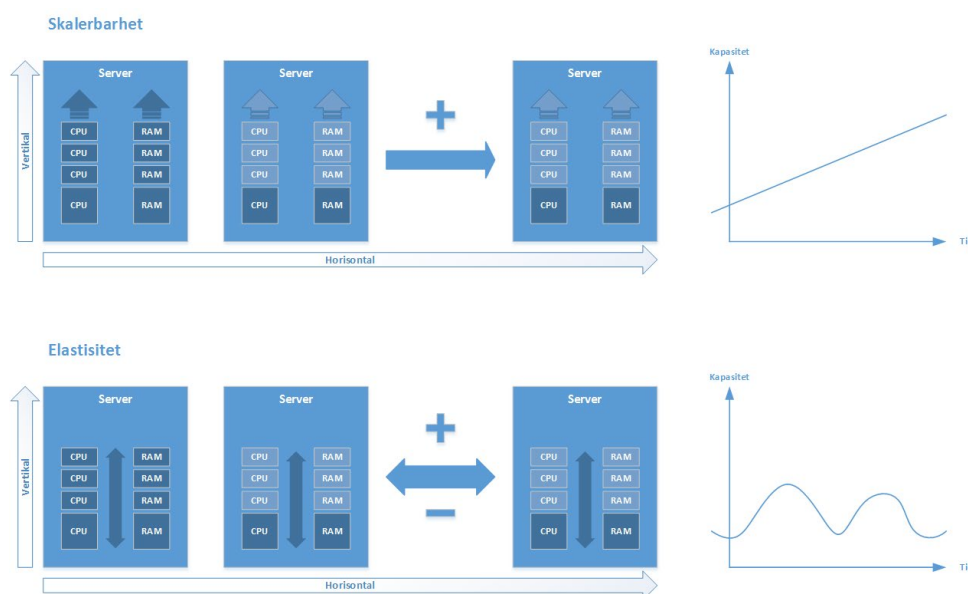 Skalerbarhet
Kapasitet
Server Server Server
CPU RAM CPU RAM CPU RAM
CPU RAM CPU RAM CPU RAM
CPU RAM CPU RAM CPU RAM
CPU RAM CPU RAM CPU RAM
Vertikal
Ti
Horisontal
Elastisitet
Kapasitet
Server Server Server
CPU RAM CPU RAM CPU RAM
CPU RAM CPU RAM CPU RAM
CPU RAM CPU RAM CPU RAM
CPU RAM CPU RAM CPU RAM
Vertikal
Ti
Horisontal